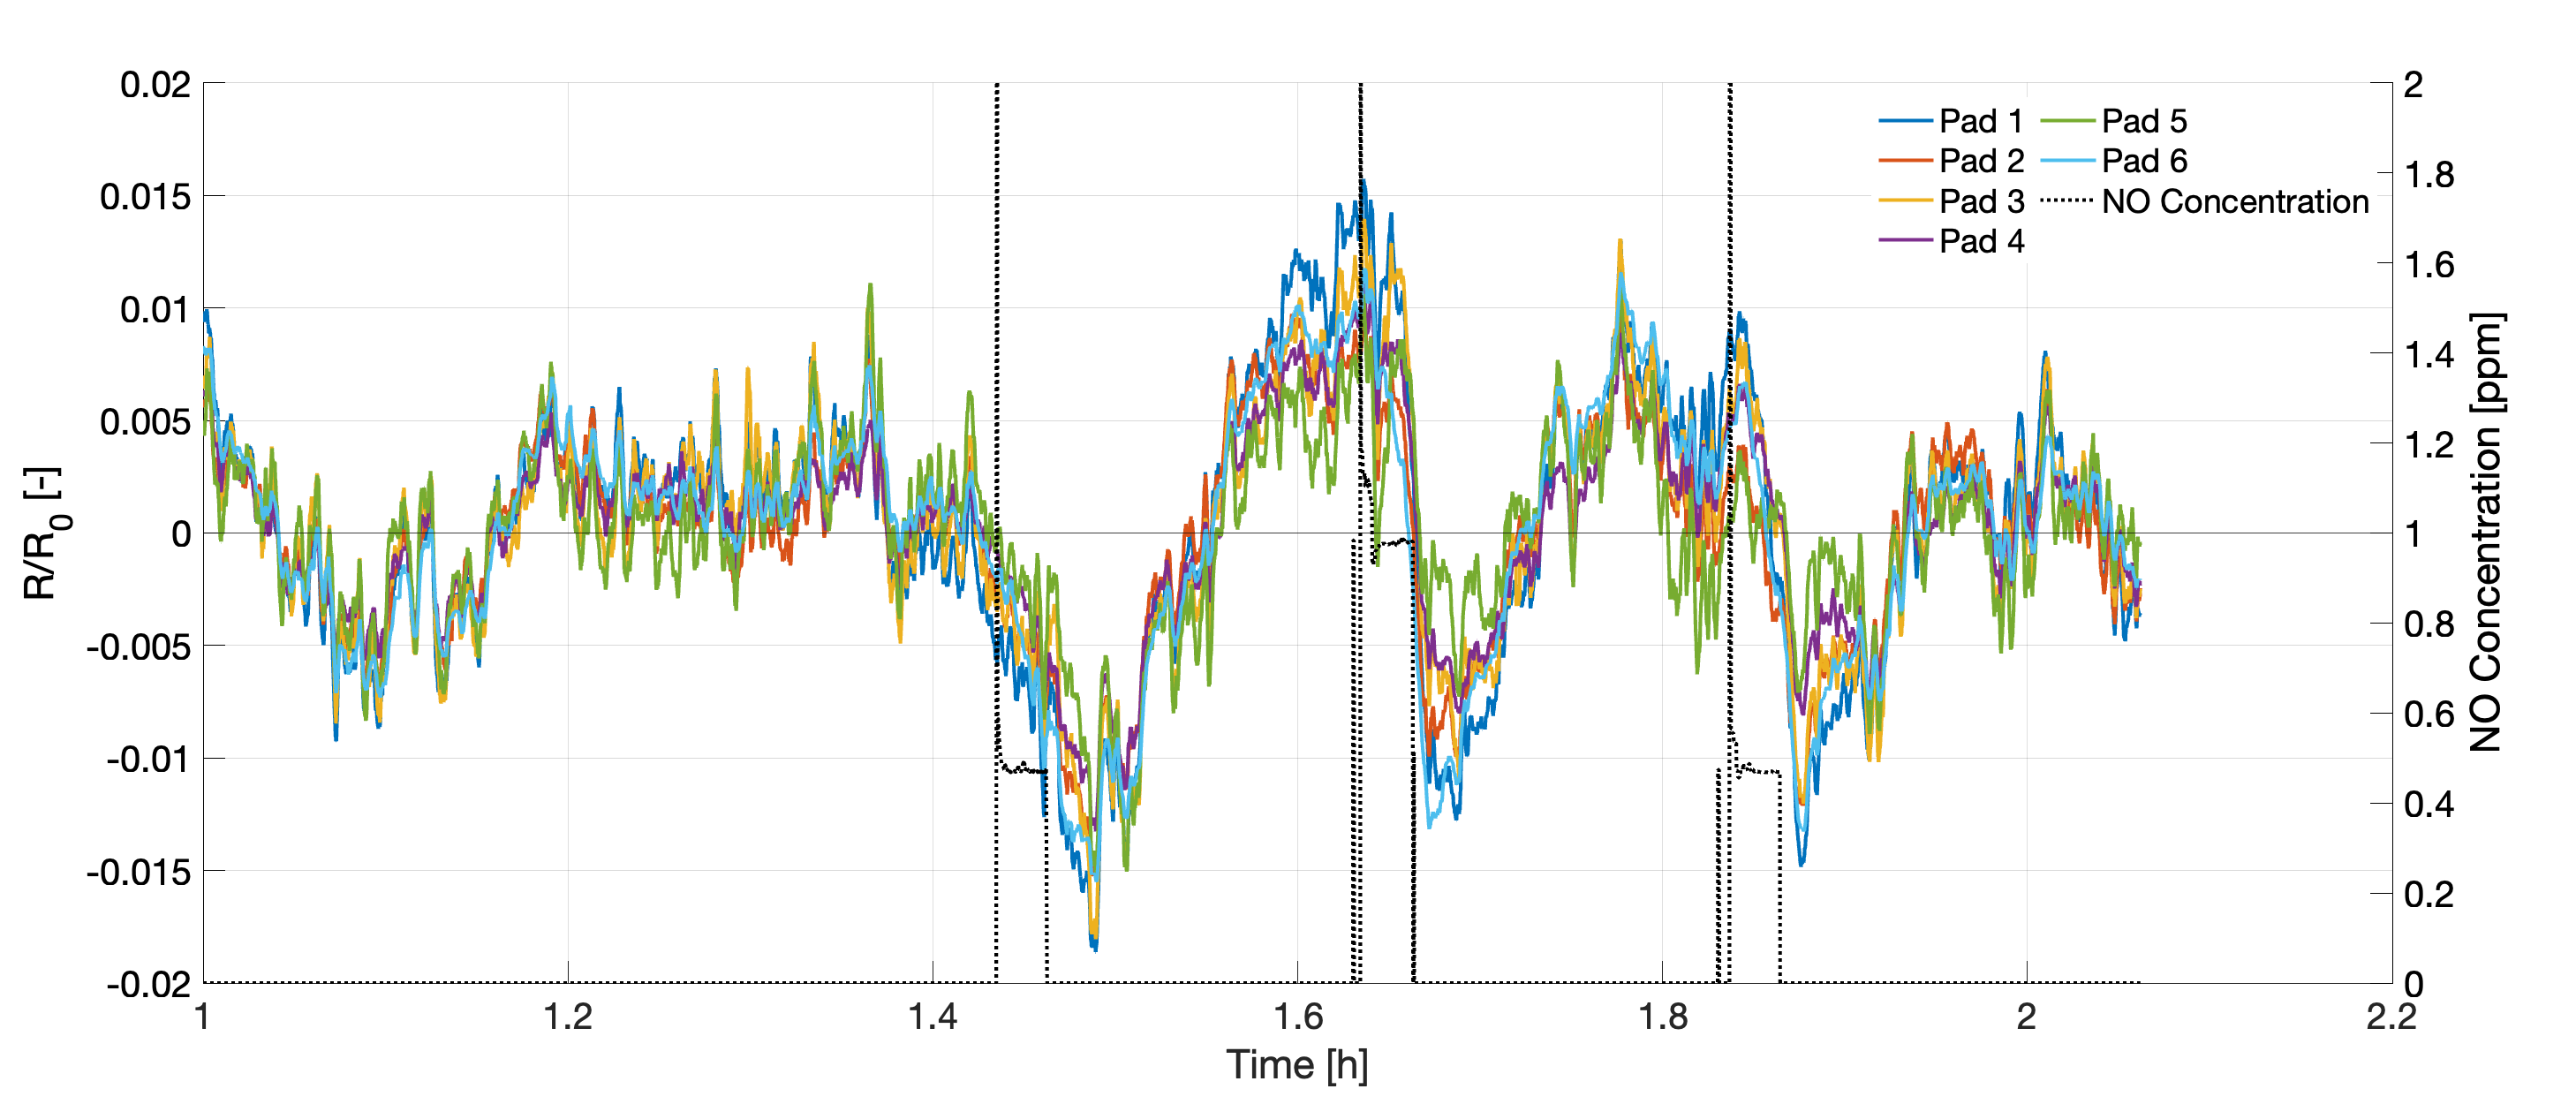 0.02
0.015
0.01
0.005
0
-0.005
-0.01
-0.015
-0.02
R/R0 [-]
1
1.2
1.4
1.6
1.8
2
2.2
Time [h]
2
1.8
1.6
1.4
1.2
1
0.8
0.6
0.4
0.2
0
NO Concentration [ppm]
Pad 1
Pad 2
Pad 3
Pad 4
Pad 5
Pad 6
NO Concentration